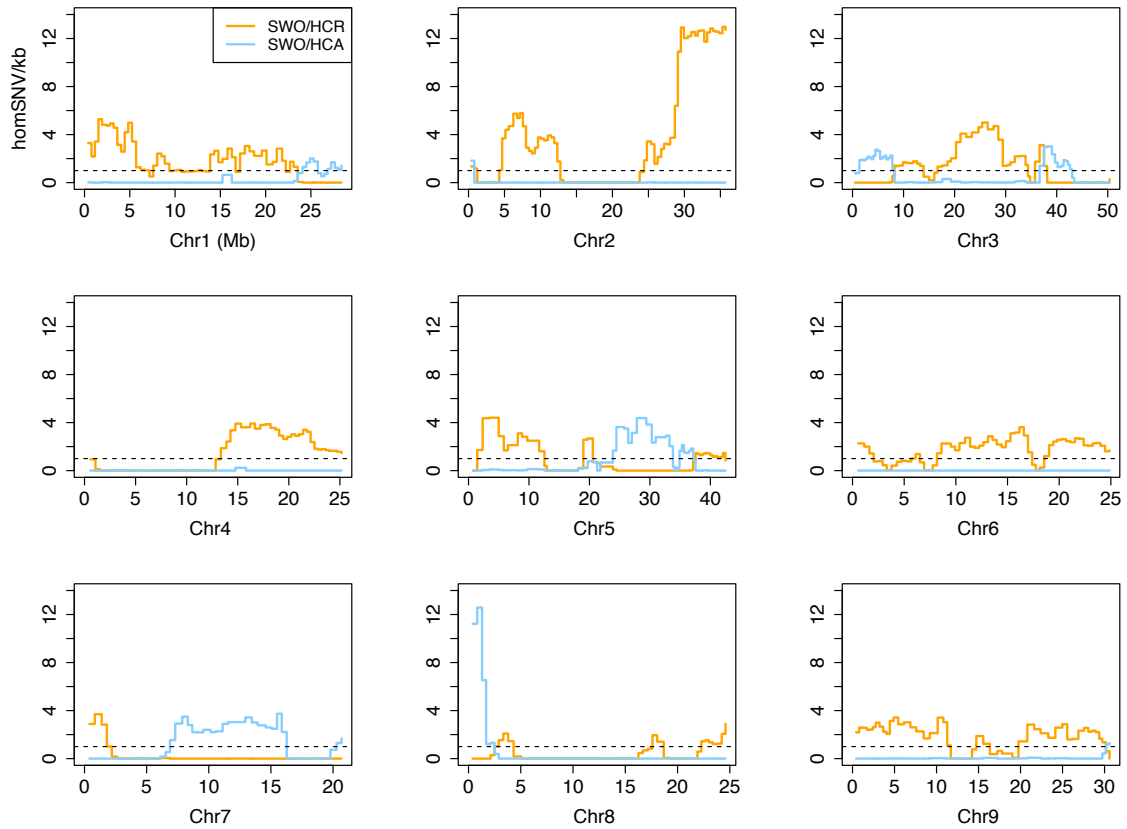 SWO/HCR
SWO/HCA
homSNV/kb
0 4 8 12
0 5 10 15 20 25
Chr1 (Mb)
0 4 8 12
0 5 10 20 30
Chr2
0 4 8 12
0 10 20 30 40 50
Chr3
0 4 8 12
0 5 10 15 20 25
Chr4
0 4 8 12
0 10 20 30 40
Chr5
0 4 8 12
0 5 10 15 20 25
Chr6
0 4 8 12
0 5 10 15 20
Chr7
0 4 8 12
0 5 10 15 20 25
Chr8
0 4 8 12
0 5 10 15 20 25 30
Chr9